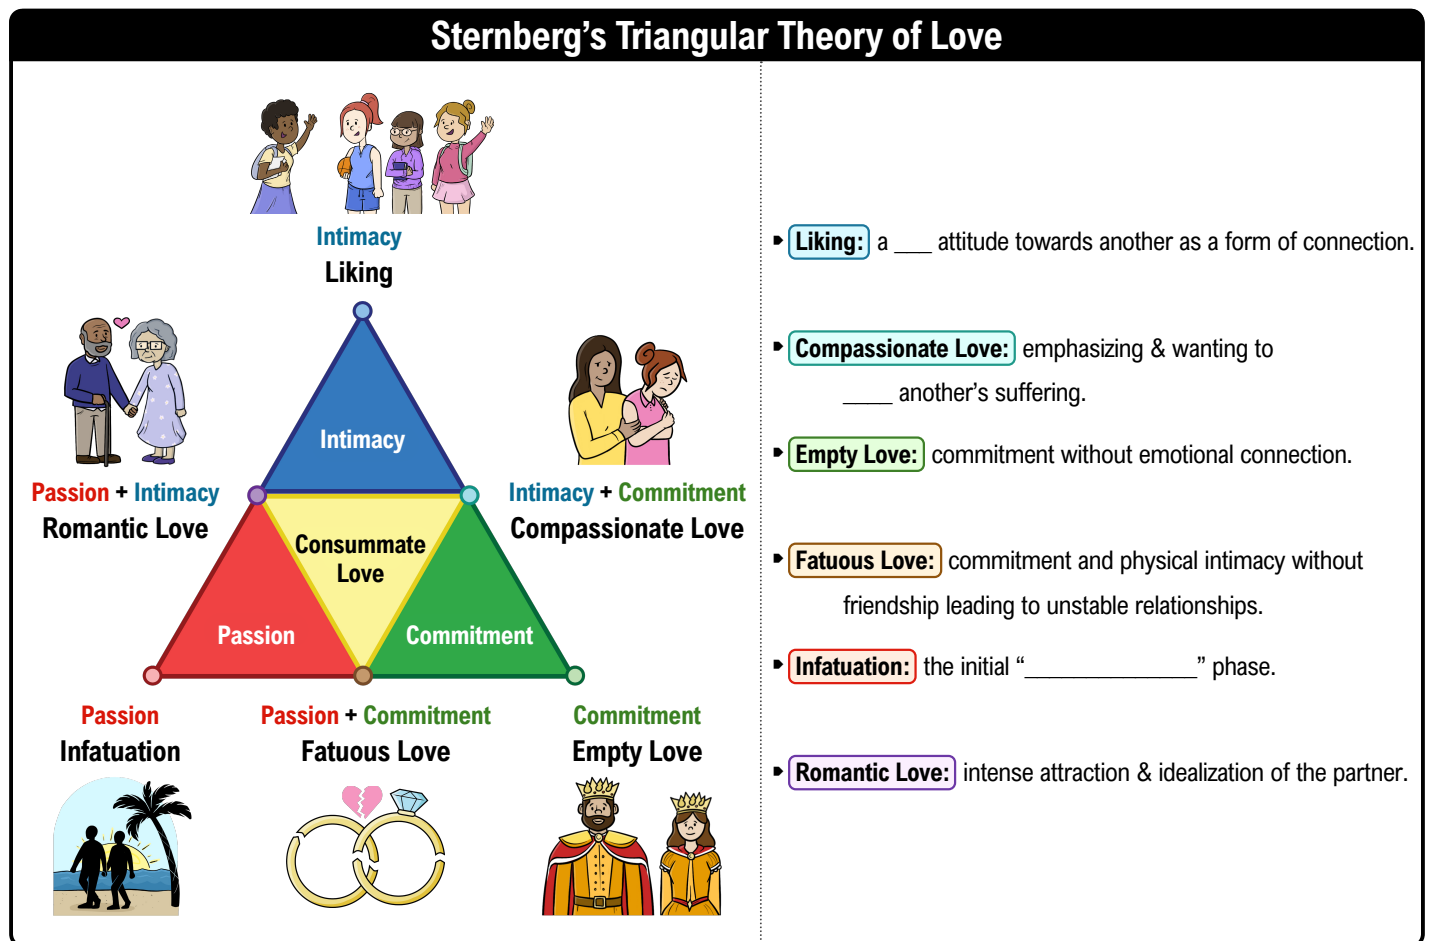 Sternberg's Triangular Theory of Love
Intimacy
Liking
Passion + Intimacy
Romantic Love
Intimacy + Commitment
Compassionate Love
Intimacy
Consummate
Love
Passion
Commitment
Passion
Infatuation
Passion + Commitment
Fatuous Love
Commitment
Empty Love
Liking: a ___ attitude towards another as a form of connection.
Compassionate Love: emphasizing & wanting to
____ another's suffering.
Empty Love: commitment without emotional connection.
Fatuous Love: commitment and physical intimacy without
friendship leading to unstable relationships.
Infatuation: the initial “______________” phase.
Romantic Love: intense attraction & idealization of the partner.